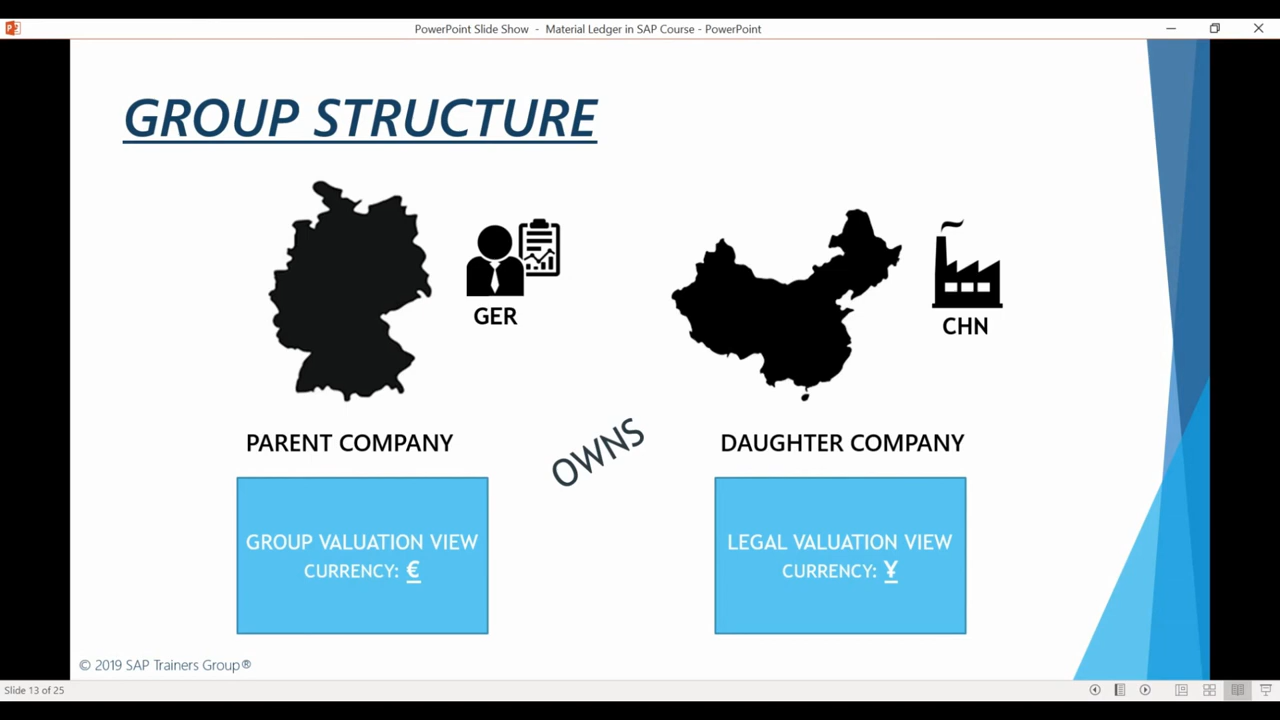 PowerPoint Slide Show - Material Ledger in SAP Course - PowerPoint
GROUP STRUCTURE
GER
CHN
PARENT COMPANY
OWNS
DAUGHTER COMPANY
GROUP VALUATION VIEW
CURRENCY: €
LEGAL VALUATION VIEW
CURRENCY: ¥
© 2019 SAP Trainers Group®
Slide 13 of 25